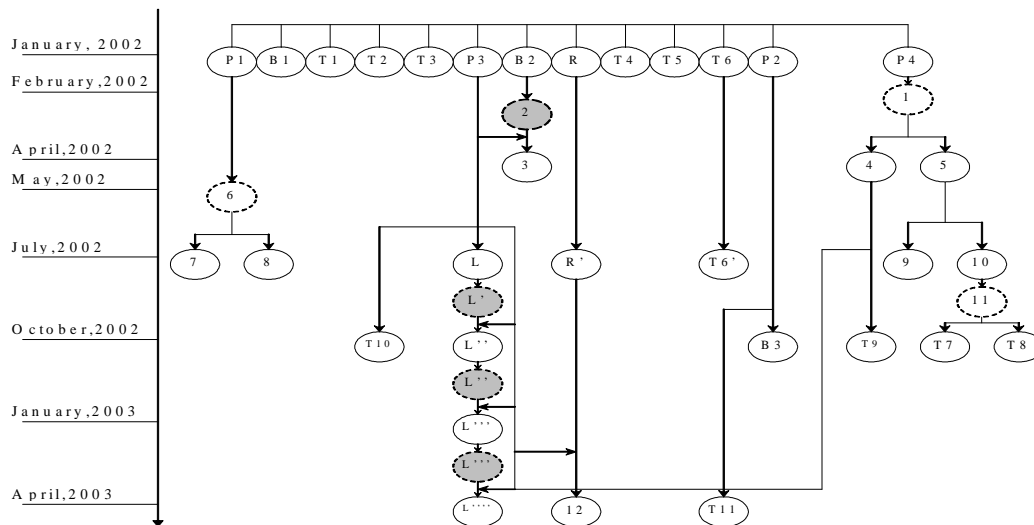 January, 2002
P1 B1 T1 T2 T3 P3 B2 R T4 T5 T6 P2 P4
February,2002
1
2
April,2002
3 4 5
May,2002
6
July,2002
7 8 L R' T6' 9 10
L' 11
October,2002
T10 L'' B3 T9 T7 T8
L'''
January,2003
L'''
L'''
April,2003
L'''' 12 T11